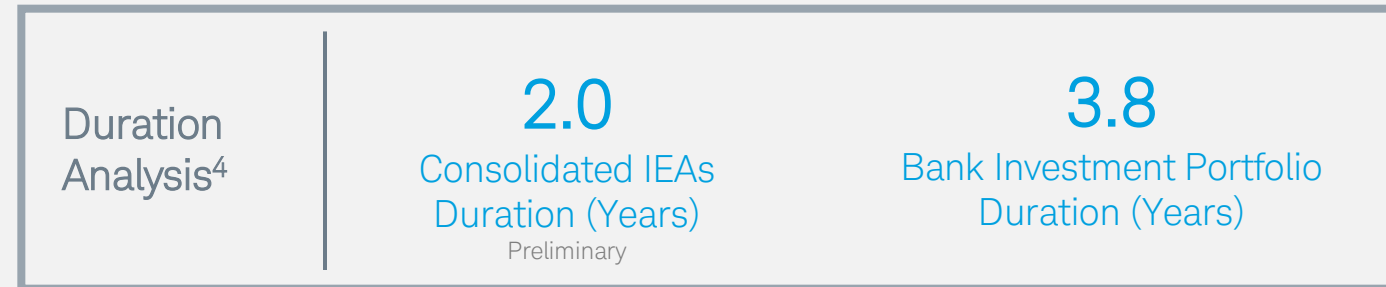 Duration
Analysis⁴
2.0
Consolidated IEAs
Duration (Years)
Preliminary
3.8
Bank Investment Portfolio
Duration (Years)